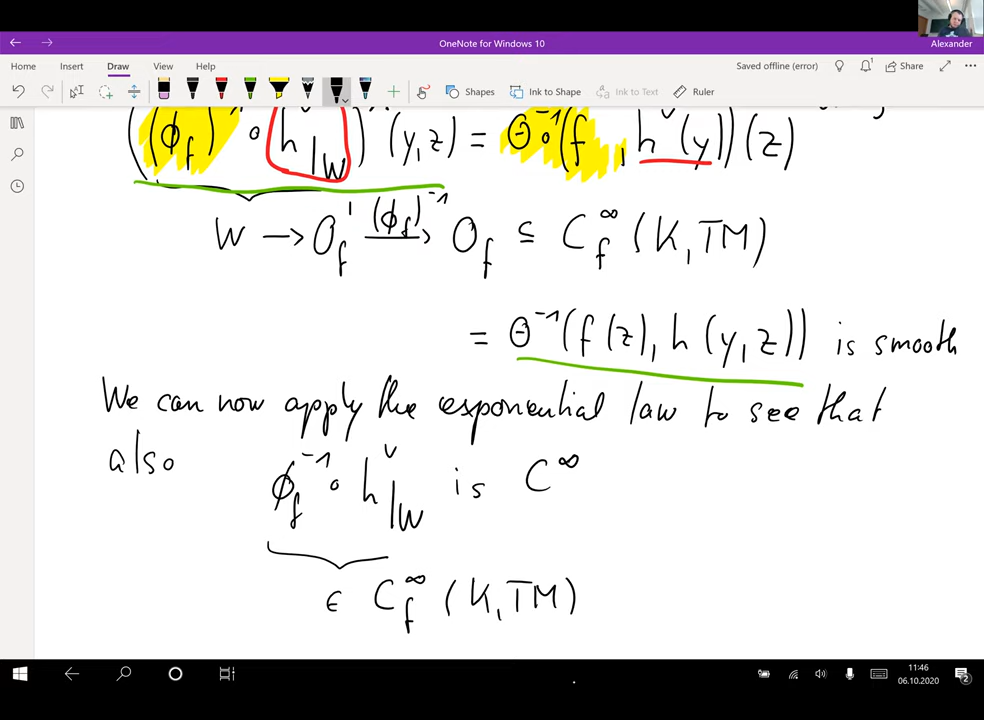 OneNote for Windows 10
Alexander
Home Insert Draw View Help
Saved offline (error)
Share
Shapes Ink to Shape Ink to Text Ruler
((ϕ_f)⁻¹ ∘ h^∨|_W)^ (y,z) = Θ⁻¹∘(f, h^∨(y))(z)
W → O'_f →(ϕ_f)⁻¹ O_f ⊆ C_f^∞(K,TM)
= Θ⁻¹(f(z), h(y,z)) is smooth
We can now apply the exponential law to see that
also ϕ_f⁻¹ ∘ h^∨|_W is C^∞
∈ C_f^∞(K,TM)
11:46
06.10.2020
2